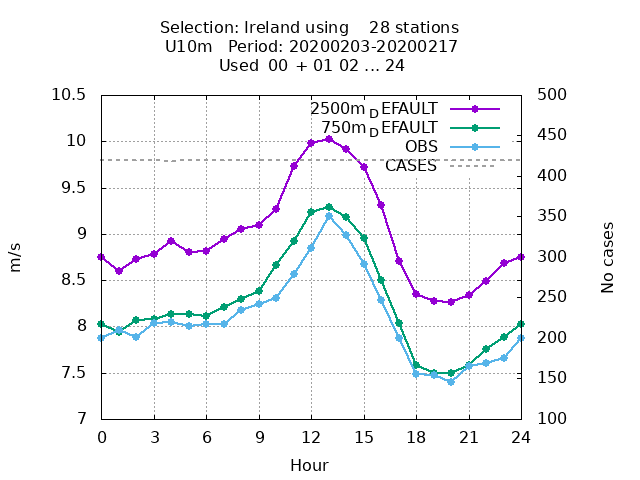 Selection: Ireland using    28 stations
U10m   Period: 20200203-20200217
Used  00  + 01 02 ... 24
10.5
10
9.5
9
8.5
8
7.5
7
m/s
500
450
400
350
300
250
200
150
100
No cases
2500m_DEFAULT
750m_DEFAULT
OBS
CASES
0 3 6 9 12 15 18 21 24
Hour